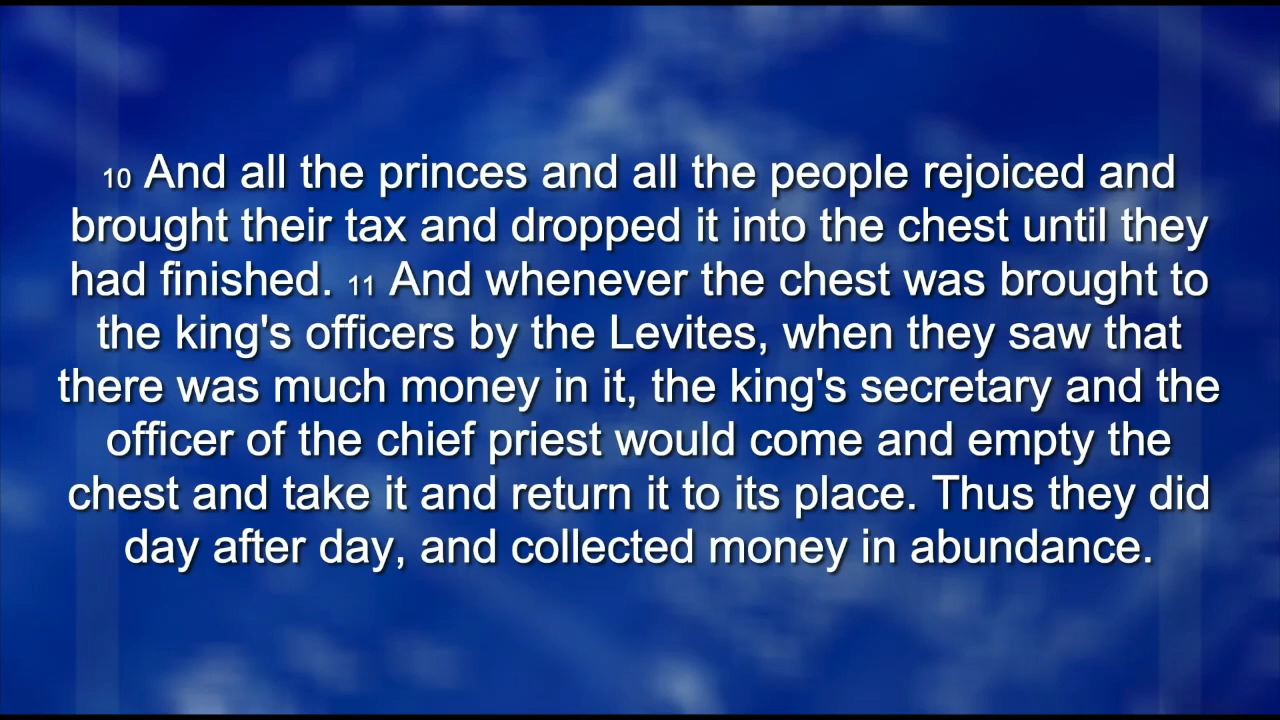 10 And all the princes and all the people rejoiced and
brought their tax and dropped it into the chest until they
had finished. 11 And whenever the chest was brought to
the king's officers by the Levites, when they saw that
there was much money in it, the king's secretary and the
officer of the chief priest would come and empty the
chest and take it and return it to its place. Thus they did
day after day, and collected money in abundance.